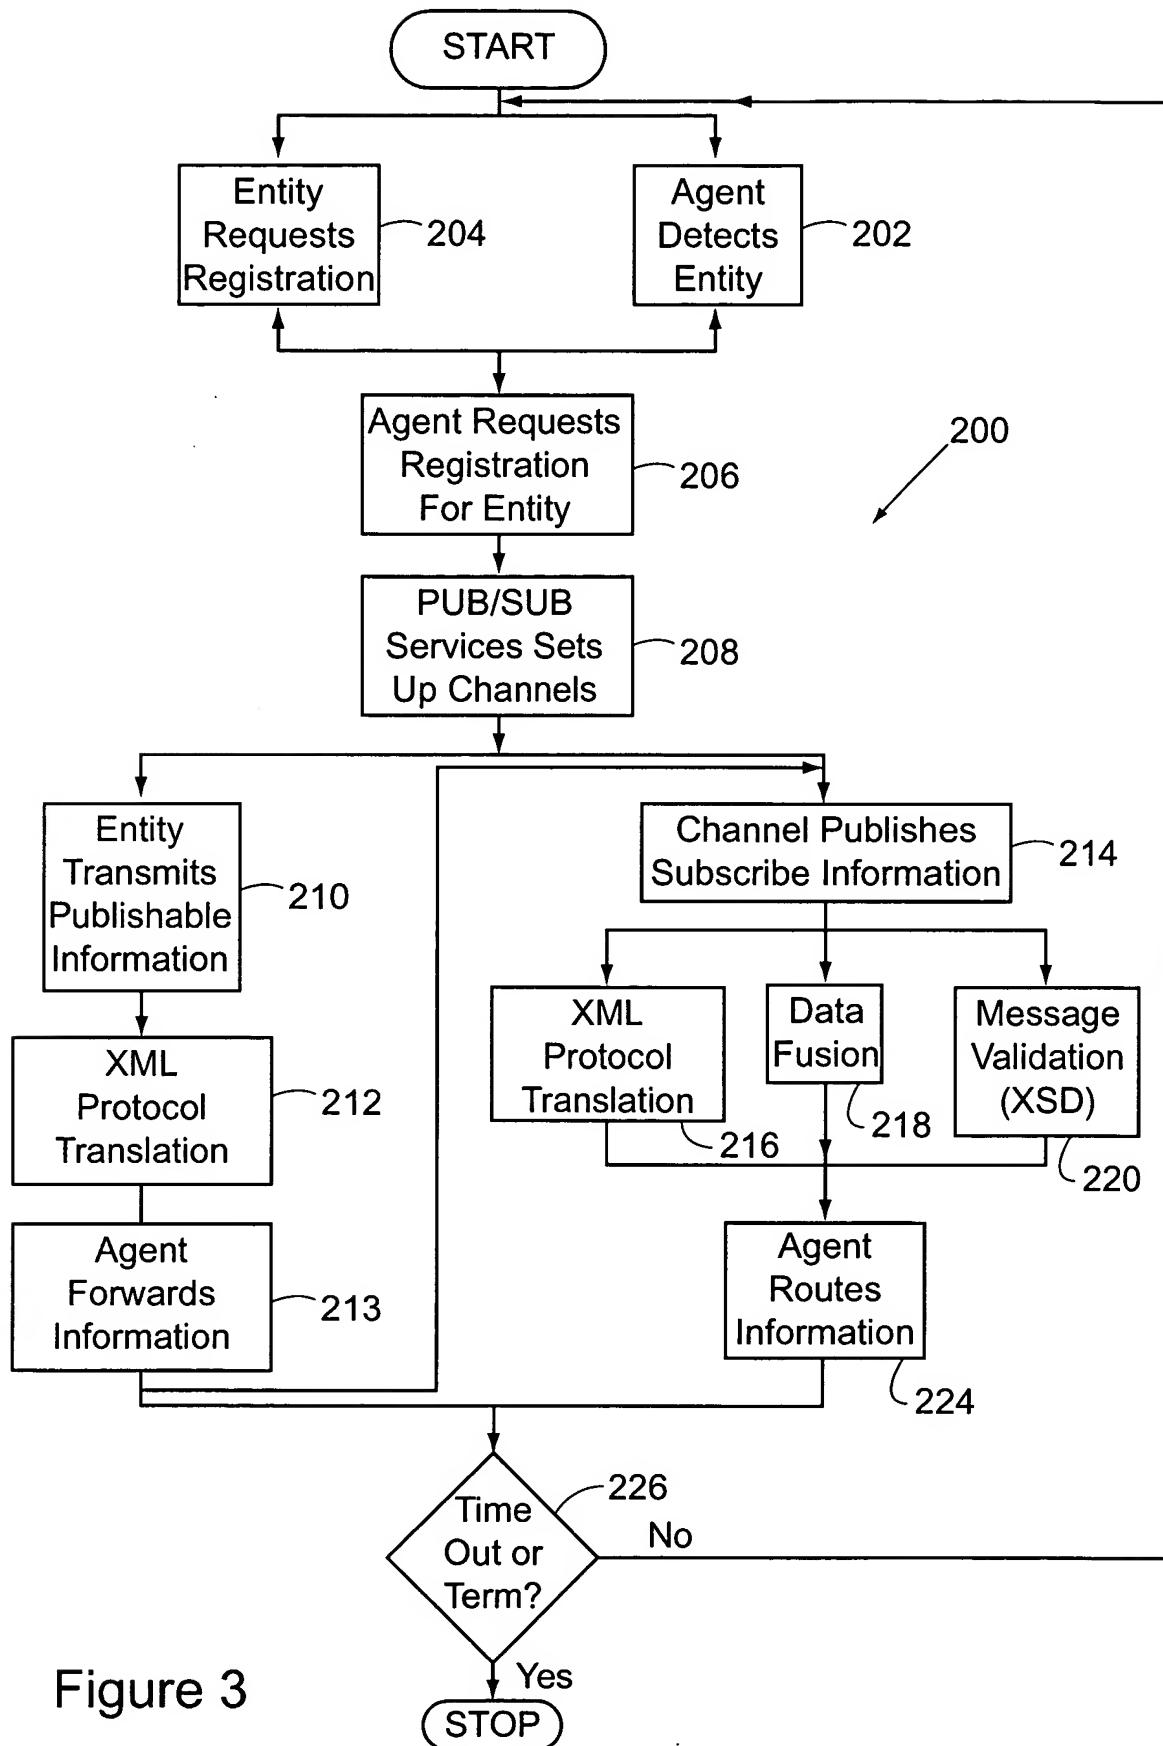 START
Entity
Requests
Registration
204
Agent
Detects
Entity
202
Agent Requests
Registration
For Entity
206
200
PUB/SUB
Services Sets
Up Channels
208
Entity
Transmits
Publishable
Information
210
Channel Publishes
Subscribe Information
214
XML
Protocol
Translation
212
XML
Protocol
Translation
216
Data
Fusion
218
Message
Validation
(XSD)
220
Agent
Forwards
Information
213
Agent
Routes
Information
224
Time
Out or
Term?
226
No
Yes
STOP
Figure 3